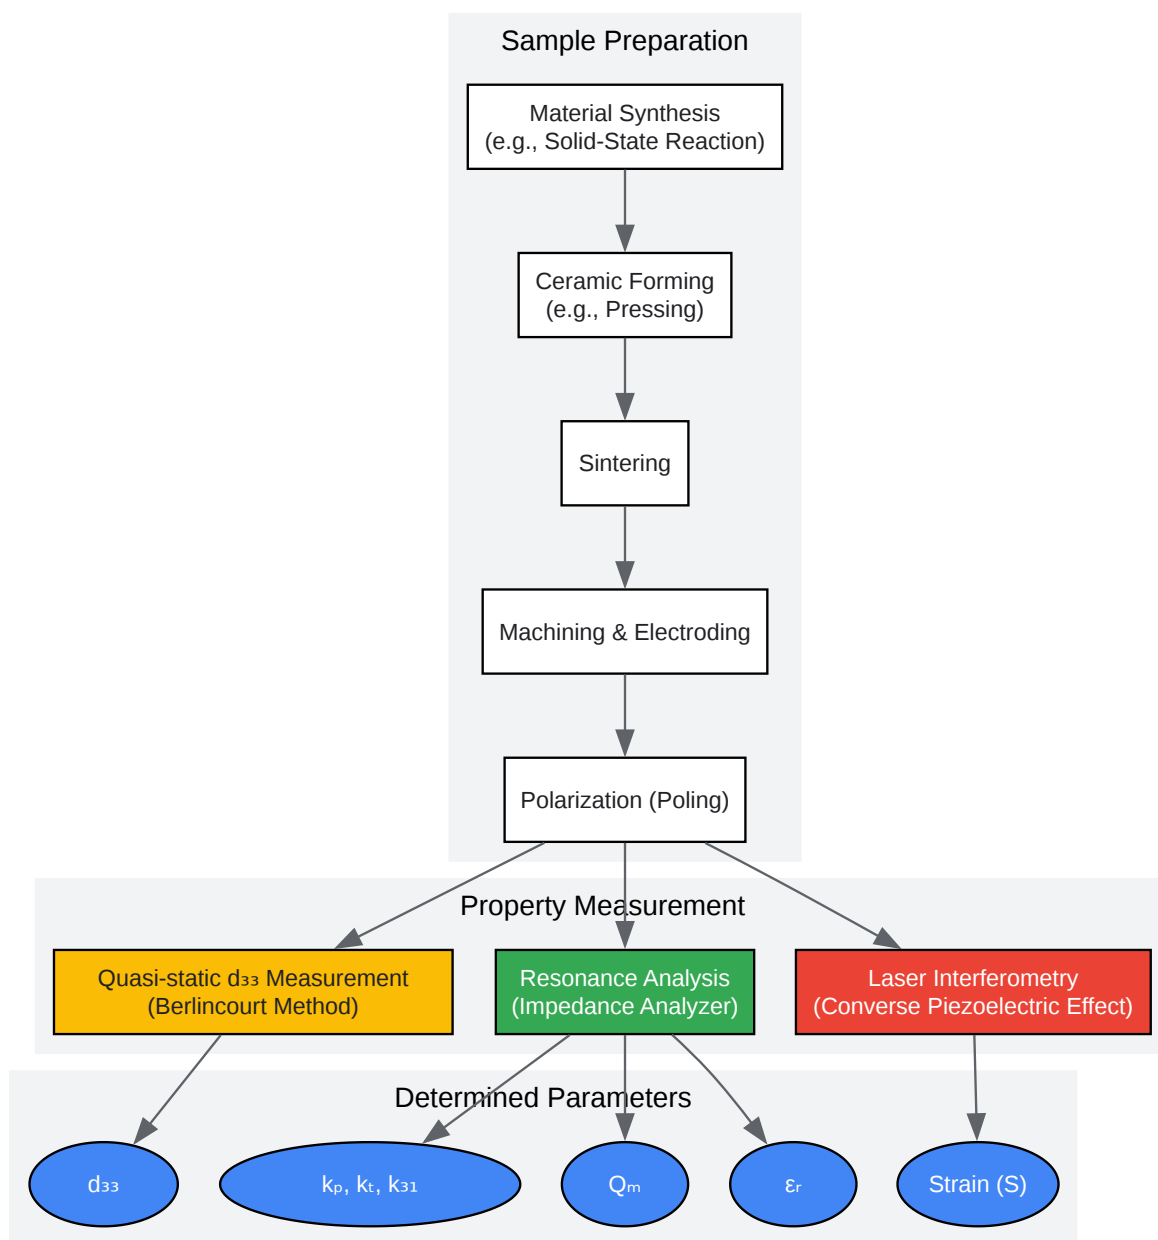 Sample Preparation
Material Synthesis
(e.g., Solid-State Reaction)
Ceramic Forming
(e.g., Pressing)
Sintering
Machining & Electroding
Polarization (Poling)
Property Measurement
Quasi-static d₃₃ Measurement
(Berlincourt Method)
Resonance Analysis
(Impedance Analyzer)
Laser Interferometry
(Converse Piezoelectric Effect)
Determined Parameters
d₃₃
kₚ, kₜ, k₃₁
Qₘ
εᵣ
Strain (S)